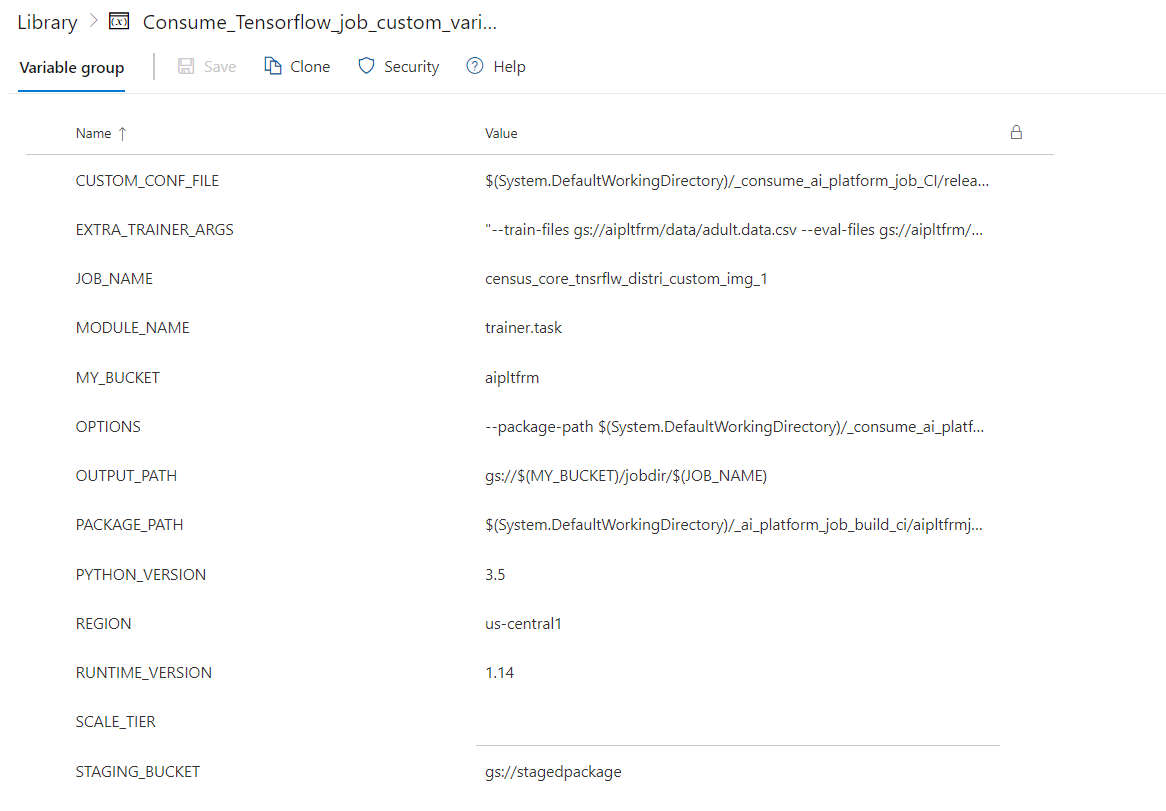 Library > Consume_Tensorflow_job_custom_vari...
Variable group Save Clone Security Help
Name ↑ Value
CUSTOM_CONF_FILE $(System.DefaultWorkingDirectory)/_consume_ai_platform_job_CI/relea...
EXTRA_TRAINER_ARGS "--train-files gs://aipltfrm/data/adult.data.csv --eval-files gs://aipltfrm/...
JOB_NAME census_core_tnsrflw_distri_custom_img_1
MODULE_NAME trainer.task
MY_BUCKET aipltfrm
OPTIONS --package-path $(System.DefaultWorkingDirectory)/_consume_ai_platf...
OUTPUT_PATH gs://$(MY_BUCKET)/jobdir/$(JOB_NAME)
PACKAGE_PATH $(System.DefaultWorkingDirectory)/_ai_platform_job_build_ci/aipltfrmj...
PYTHON_VERSION 3.5
REGION us-central1
RUNTIME_VERSION 1.14
SCALE_TIER
STAGING_BUCKET gs://stagedpackage